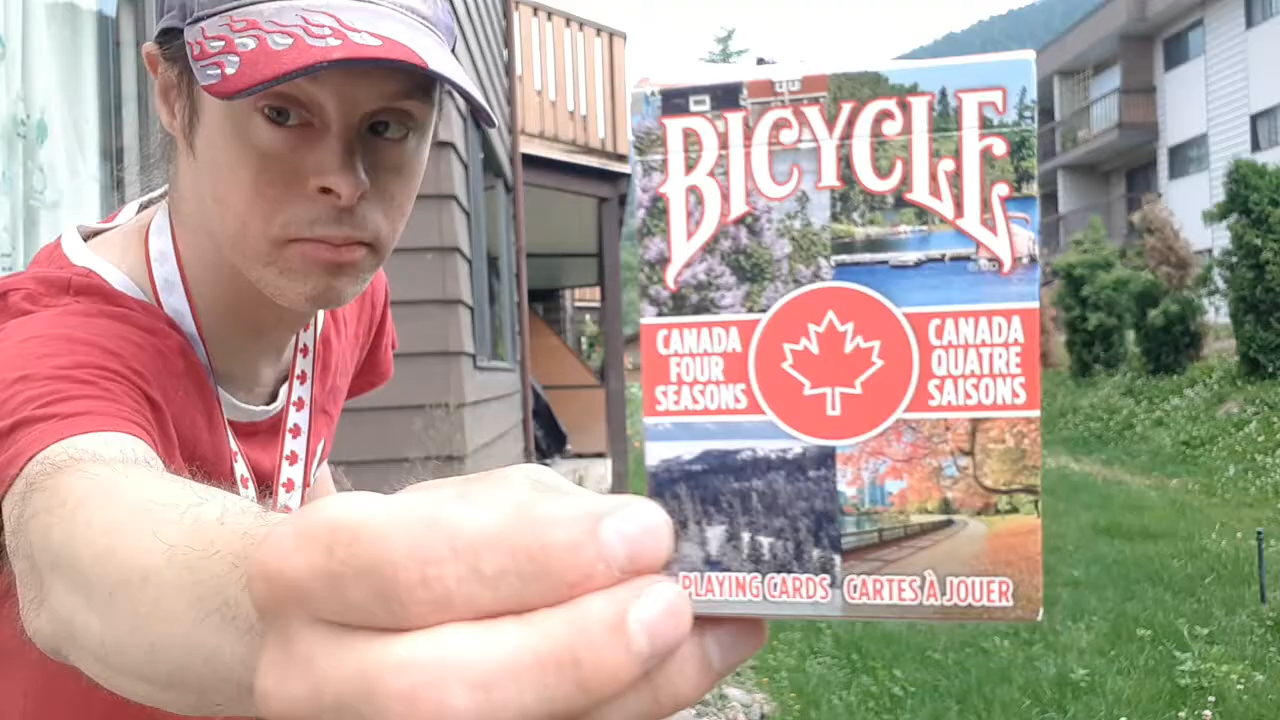 BICYCLE
CANADA
FOUR
SEASONS
CANADA
QUATRE
SAISONS
PLAYING CARDS
CARTES À JOUER